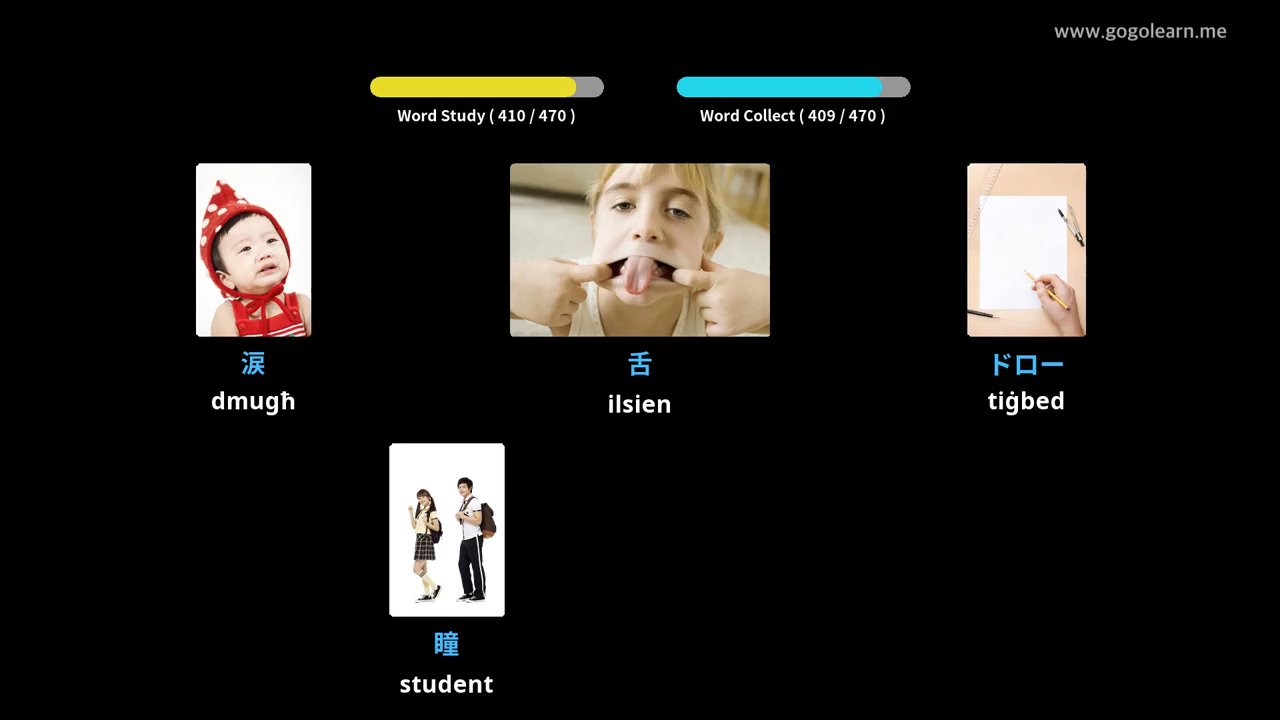 www.gogolearn.me
Word Study ( 410 / 470 )
Word Collect ( 409 / 470 )
涙
dmugħ
舌
ilsien
ドロー
tiġbed
瞳
student